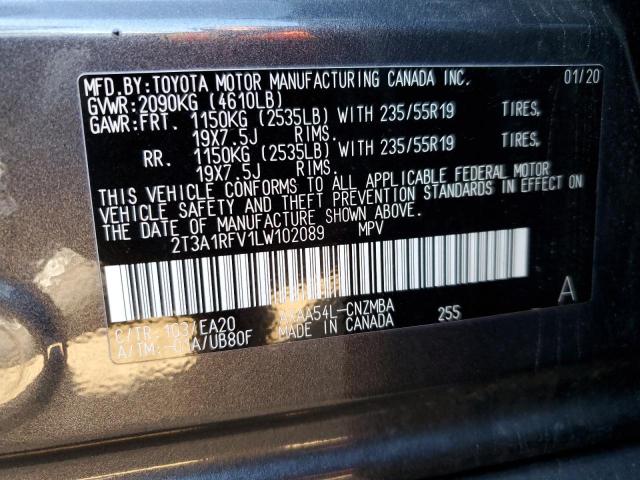 MFD.BY:TOYOTA MOTOR MANUFACTURING CANADA INC. 01/20
GVWR:2090KG (4610LB)
GAWR:FRT. 1150KG (2535LB) WITH 235/55R19 TIRES,
19X7.5J RIMS.
RR. 1150KG (2535LB) WITH 235/55R19 TIRES,
19X7.5J RIMS.
THIS VEHICLE CONFORMS TO ALL APPLICABLE FEDERAL MOTOR
VEHICLE SAFETY AND THEFT PREVENTION STANDARDS IN EFFECT ON
THE DATE OF MANUFACTURE SHOWN ABOVE.
2T3A1RFV1LW102089 MPV
A
C/TR: 1G3/EA20 AXAA54L-CNZMBA 255
A/TM: /UB80F MADE IN CANADA